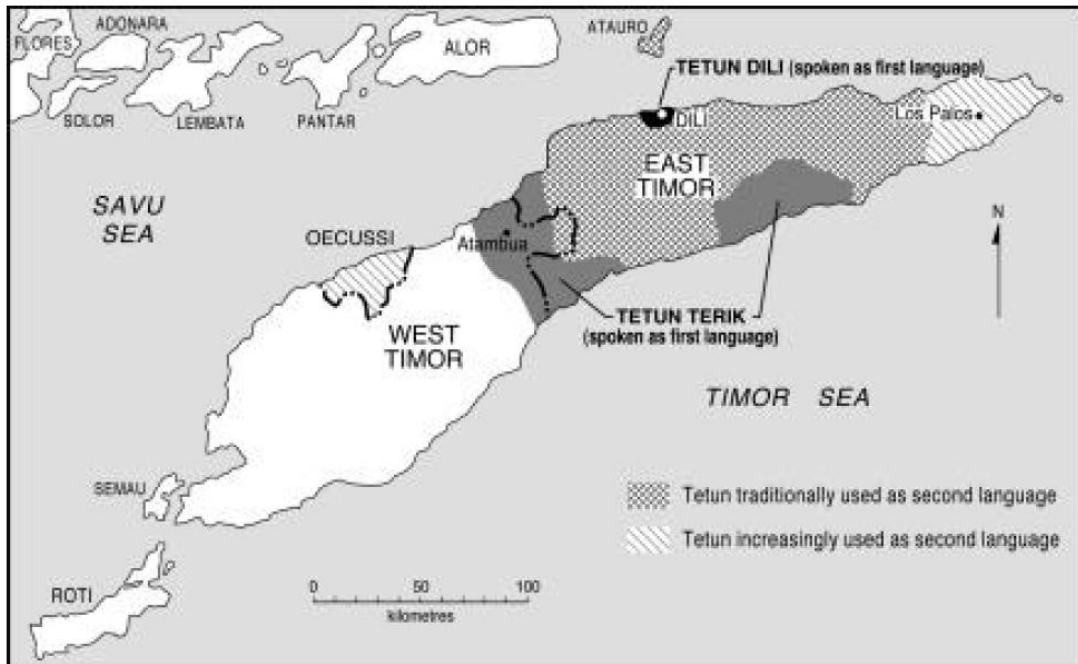 ADONARA
FLORES
ALOR
ATAURO
TETUN DILI (spoken as first language)
SOLOR
LEMBATA
PANTAR
DILI
Los Palos
EAST
TIMOR
SAVU
SEA
N
OECUSSI
Atambua
TETUN TERIK
(spoken as first language)
WEST
TIMOR
TIMOR SEA
SEMAU
Tetun traditionally used as second language
Tetun increasingly used as second language
ROTI
0 50 100
kilometres